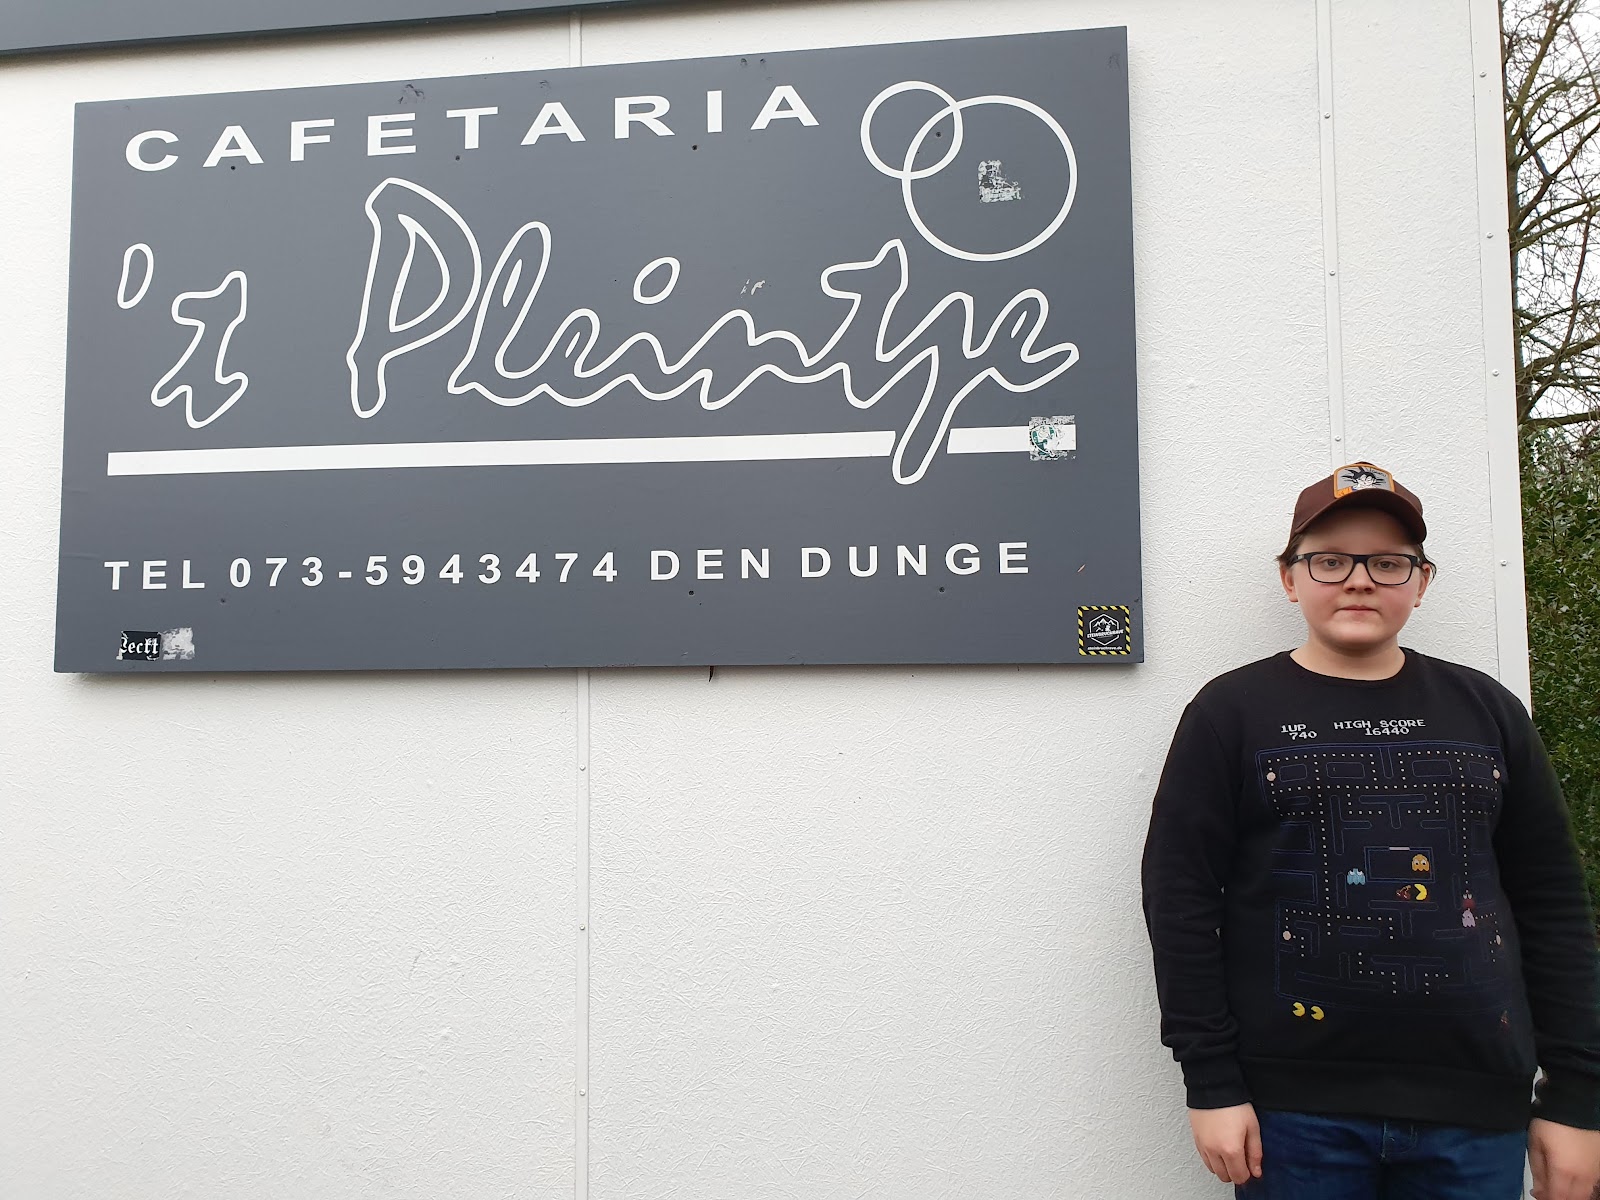 CAFETARIA
't Pleintje
TEL 073-5943474 DEN DUNGE
1UP HIGH SCORE
740 16440